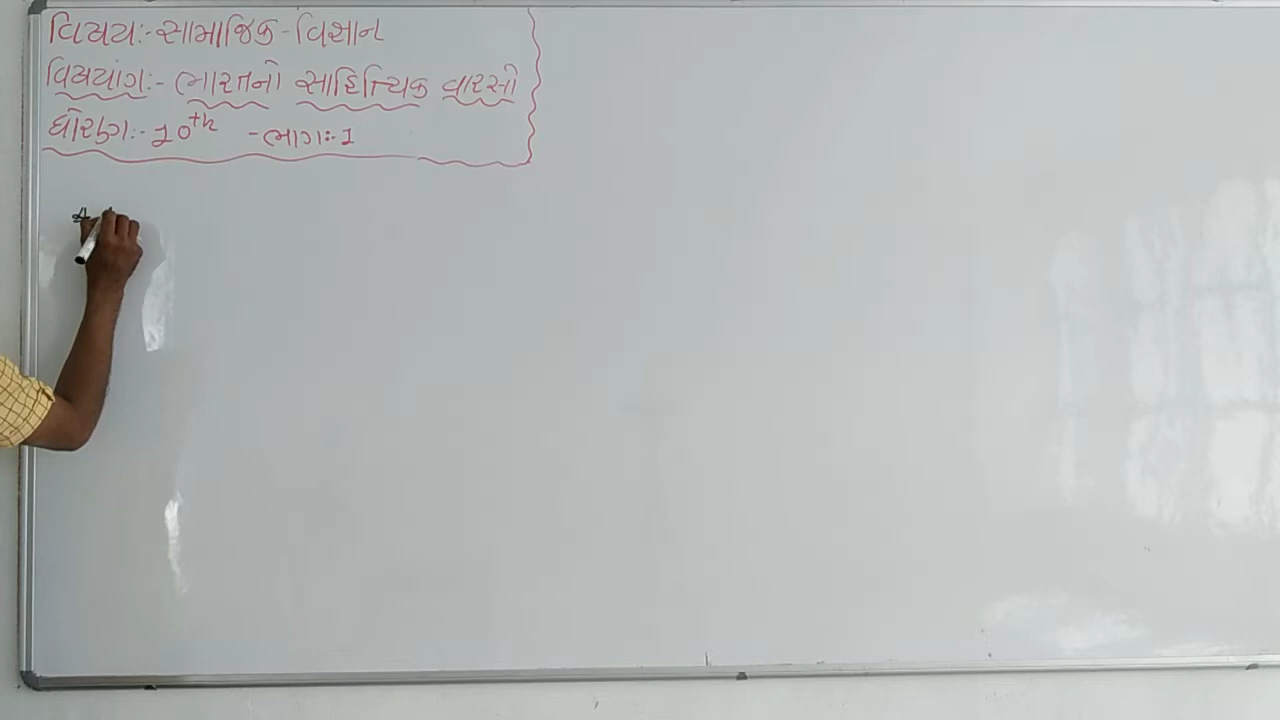 વિષય:-સામાજિક-વિજ્ઞાન
વિષયાંગ:- ભારતનો સાહિત્યિક વારસો
ધોરણ:- 10th -ભાગ:-1